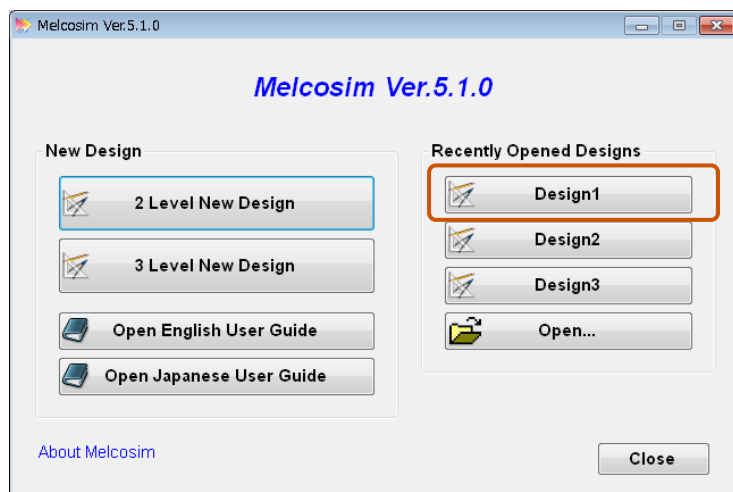 Melcosim Ver.5.1.0
Melcosim Ver.5.1.0
New Design
2 Level New Design
3 Level New Design
Open English User Guide
Open Japanese User Guide
Recently Opened Designs
Design1
Design2
Design3
Open...
About Melcosim
Close